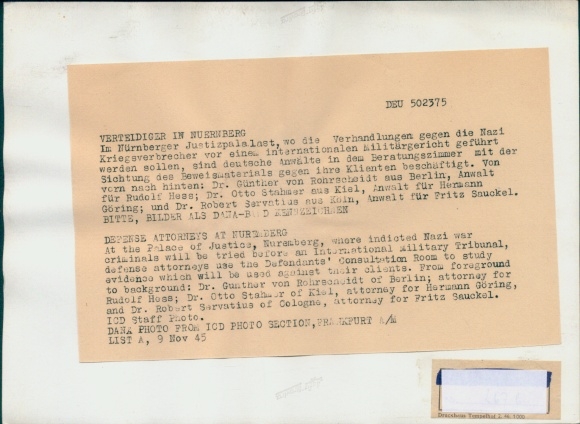 DEU 502375
VERTEIDIGER IN NUERNBERG
Im Nürnberger Justizpalalast, wo die Verhandlungen gegen die Nazi
Kriegsverbrecher vor einem internationalen Militärgericht geführt
werden sollen, sind deutsche Anwälte in dem Beratungszimmer mit der
Sichtung des Beweismaterials gegen ihre Klienten beschäftigt. Von
vorn nach hinten: Dr. Günther von Rohrscheidt aus Berlin, Anwalt
für Rudolf Hess; Dr. Otto Stahmer aus Kiel, Anwalt für Hermann
Göring; und Dr. Robert Servatius aus Köln, Anwalt für Fritz Sauckel.
BITTE, BILDER ALS DANA-BILD KENNZEICHNEN
DEFENSE ATTORNEYS AT NUREMBERG
At the Palace of Justice, Nuremberg, where indicted Nazi war
criminals will be tried before an International Military Tribunal,
defense attorneys use the Defendants' Consultation Room to study
evidence which will be used against their clients. From foreground
to background: Dr. Gunther von Rohrscheidt of Berlin; attorney for
Rudolf Hess; Dr. Otto Stahmer of Kiel, attorney for Hermann Göring,
and Dr. Robert Servatius of Cologne, attorney for Fritz Sauckel.
ICD Staff Photo.
DANA PHOTO FROM ICD PHOTO SECTION, FRANKFURT A/M
LIST A, 9 Nov 45
Druckhaus Tempelhof